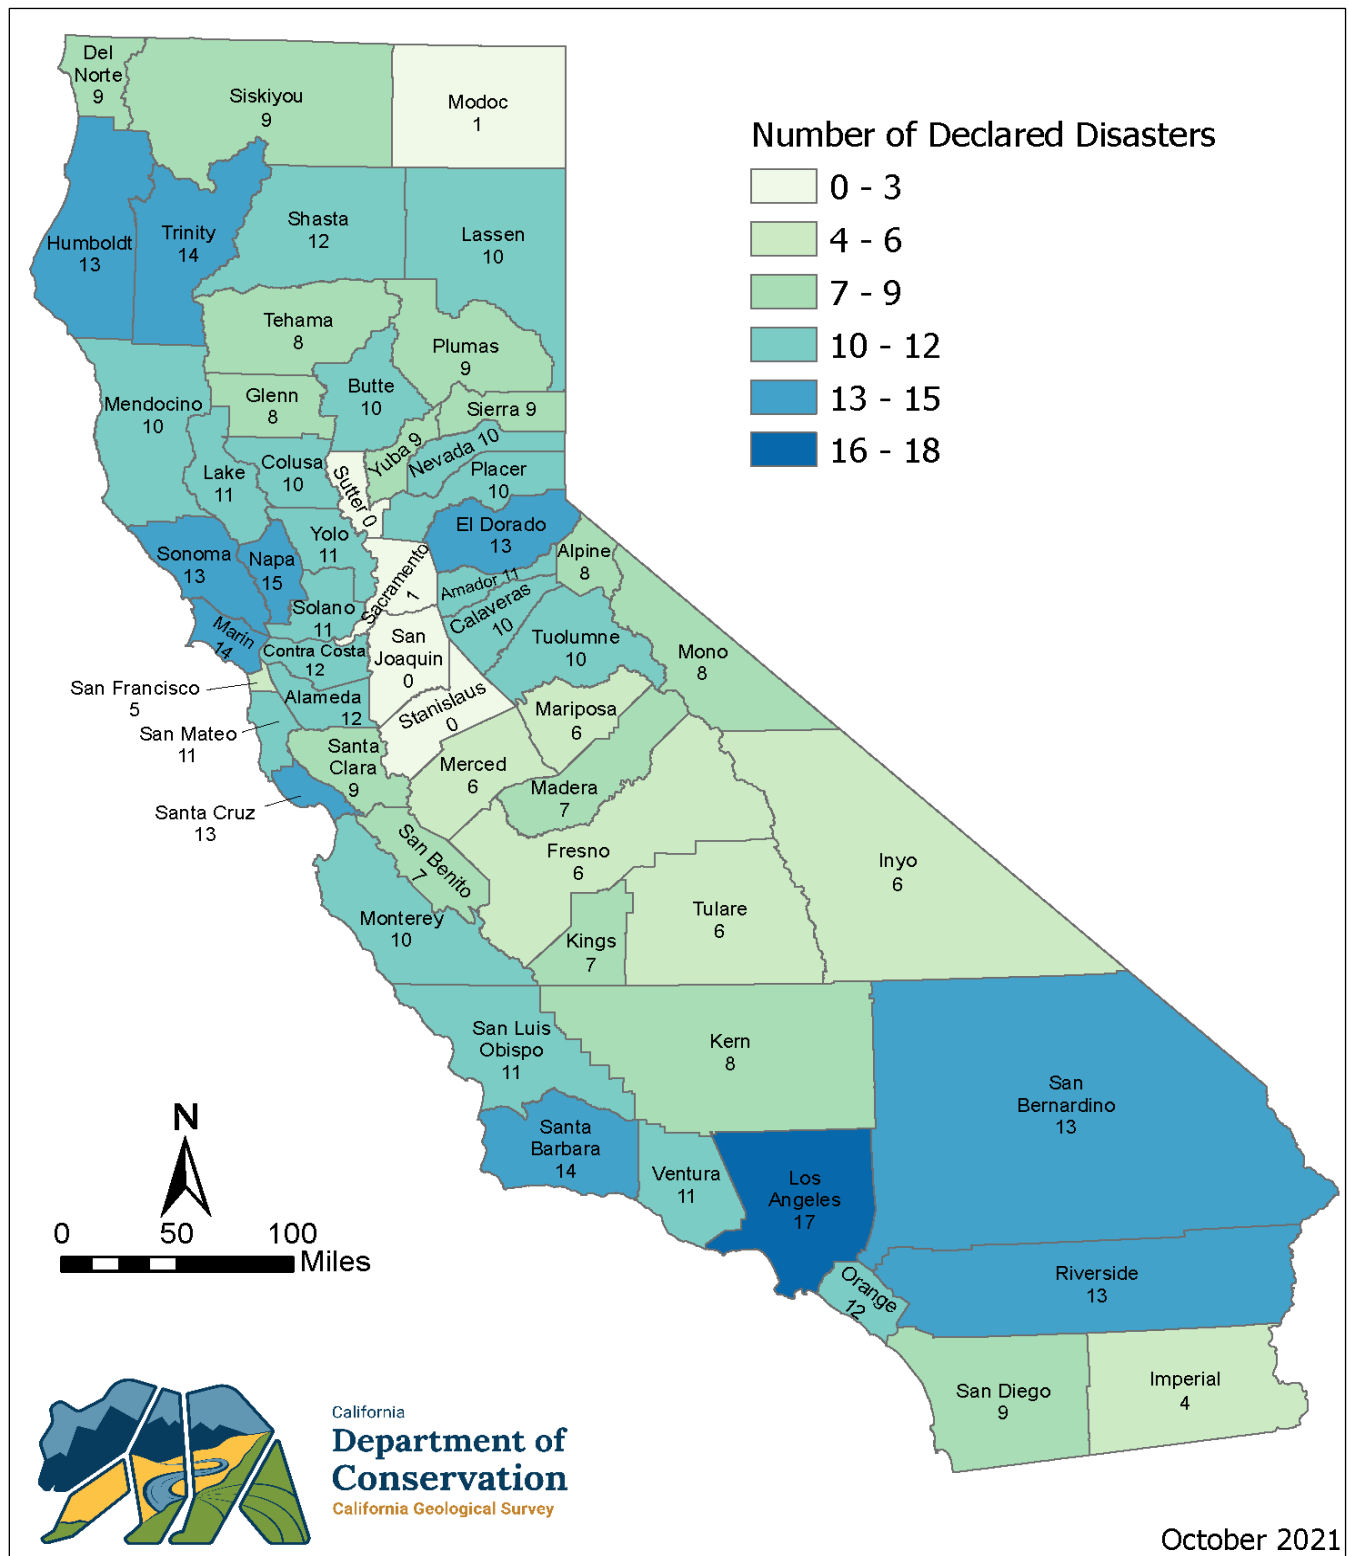 Del
Norte
9
Siskiyou
9
Modoc
1
Number of Declared Disasters
0 - 3
4 - 6
7 - 9
10 - 12
13 - 15
16 - 18
Humboldt
13
Trinity
14
Shasta
12
Lassen
10
Tehama
8
Plumas
9
Mendocino
10
Glenn
8
Butte
10
Sierra 9
Lake
11
Colusa
10
Sutter 0
Yuba 9
Nevada 10
Placer
10
Sonoma
13
Napa
15
Yolo
11
Sacramento
1
El Dorado
13
Alpine
8
Marin
14
Solano
11
Amador 11
Calaveras
10
Tuolumne
10
Mono
8
Contra Costa
12
San
Joaquin
0
San Francisco
5
Alameda
12
Stanislaus
0
Mariposa
6
San Mateo
11
Santa
Clara
9
Merced
6
Madera
7
Santa Cruz
13
San Benito
7
Fresno
6
Inyo
6
Monterey
10
Kings
7
Tulare
6
San Luis
Obispo
11
Kern
8
San
Bernardino
13
Santa
Barbara
14
Ventura
11
Los
Angeles
17
Orange
12
Riverside
13
San Diego
9
Imperial
4
N
0 50 100
Miles
California
Department of
Conservation
California Geological Survey
October 2021